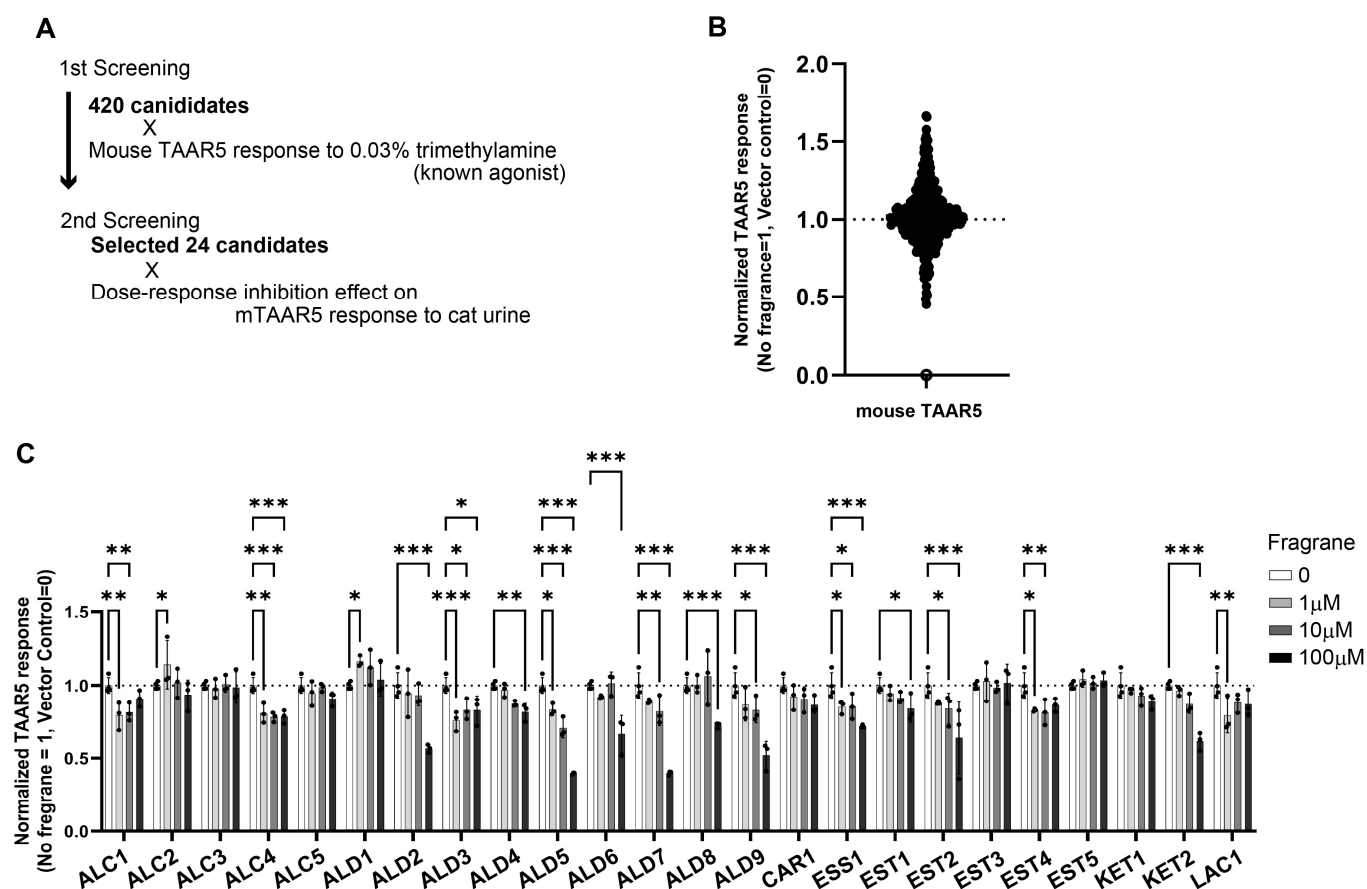 A
1st Screening
420 canididates
X
Mouse TAAR5 response to 0.03% trimethylamine
(known agonist)
2nd Screening
Selected 24 candidates
X
Dose-response inhibition effect on
mTAAR5 response to cat urine
B
Normalized TAAR5 response
(No fragrance=1, Vector control=0)
2.0
1.5
1.0
0.5
0.0
mouse TAAR5
C
Normalized TAAR5 response
(No fregrane = 1, Vector Control=0)
1.5
1.0
0.5
0.0
***
*** * *** ***
** *** * *** *** *** *** *** * *** ** ***
** * ** * *** ** * ** *** * * * * * **
ALC1 ALC2 ALC3 ALC4 ALC5 ALD1 ALD2 ALD3 ALD4 ALD5 ALD6 ALD7 ALD8 ALD9 CAR1 ESS1 EST1 EST2 EST3 EST4 EST5 KET1 KET2 LAC1
Fragrane
0
1μM
10μM
100μM